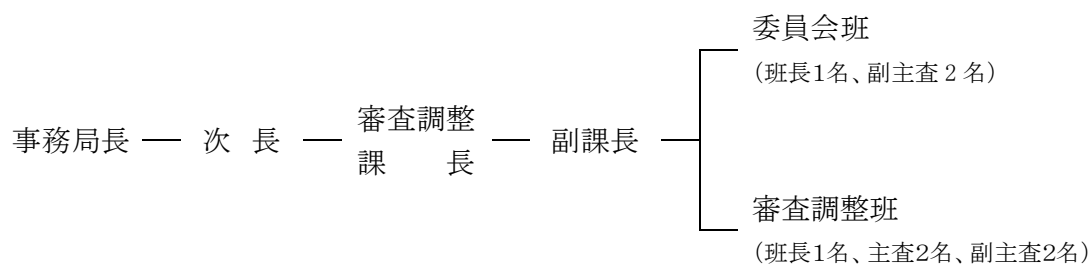 委員会班
(班長1名、副主査2名)
事務局長 次 長 審査調整
課 長 副課長
審査調整班
(班長1名、主査2名、副主査2名)